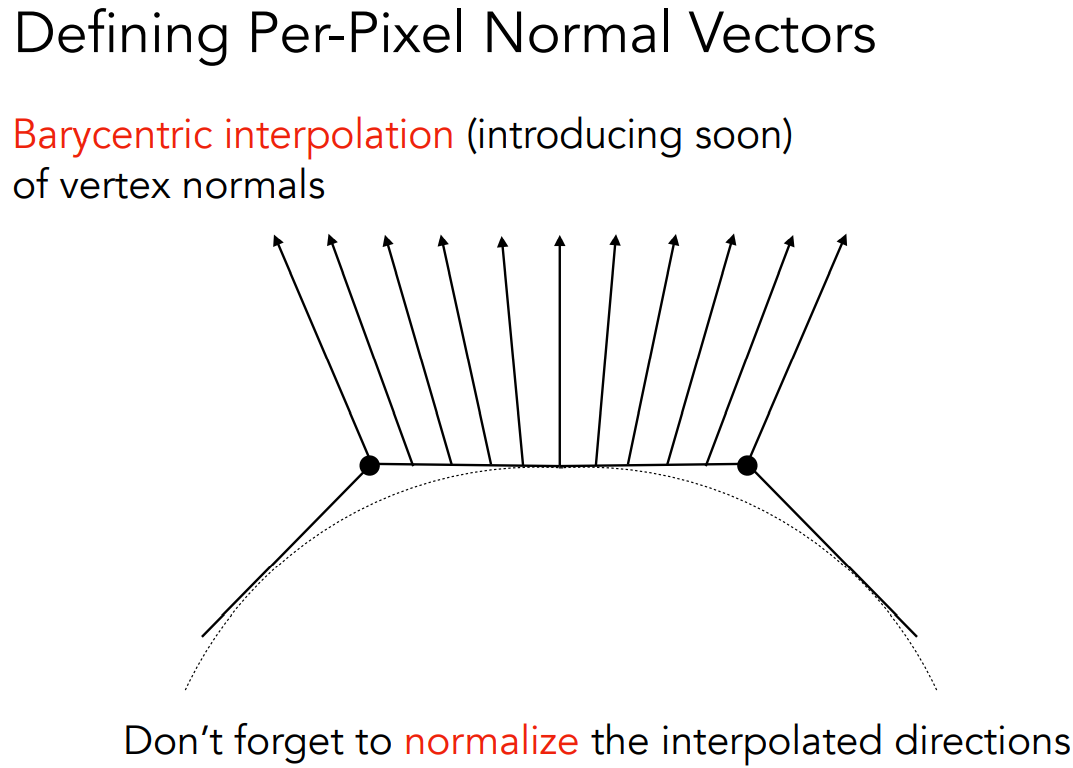 Defining Per-Pixel Normal Vectors
Barycentric interpolation (introducing soon)
of vertex normals
Don’t forget to normalize the interpolated directions